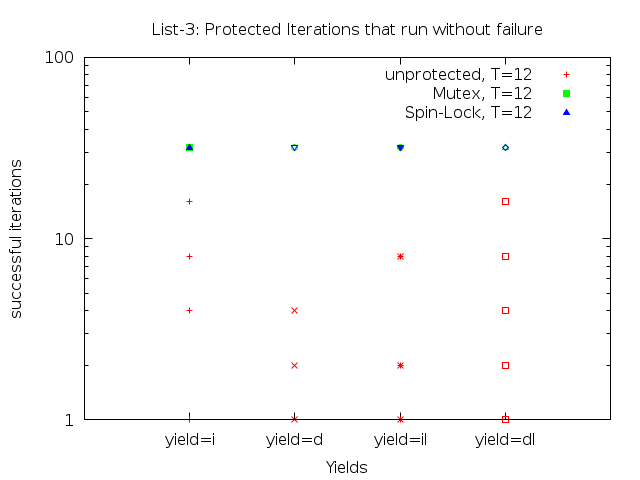 List-3: Protected Iterations that run without failure
100
unprotected, T=12
Mutex, T=12
Spin-Lock, T=12
successful iterations
10
1
yield=i yield=d yield=il yield=dl
Yields